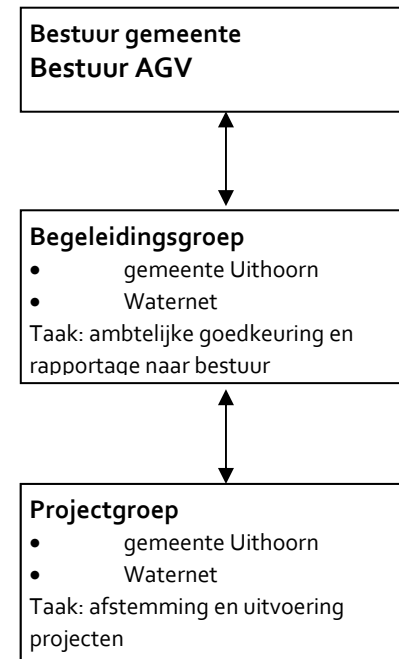 Bestuur gemeente
Bestuur AGV
Begeleidingsgroep
• gemeente Uithoorn
• Waternet
Taak: ambtelijke goedkeuring en
rapportage naar bestuur
Projectgroep
• gemeente Uithoorn
• Waternet
Taak: afstemming en uitvoering
projecten